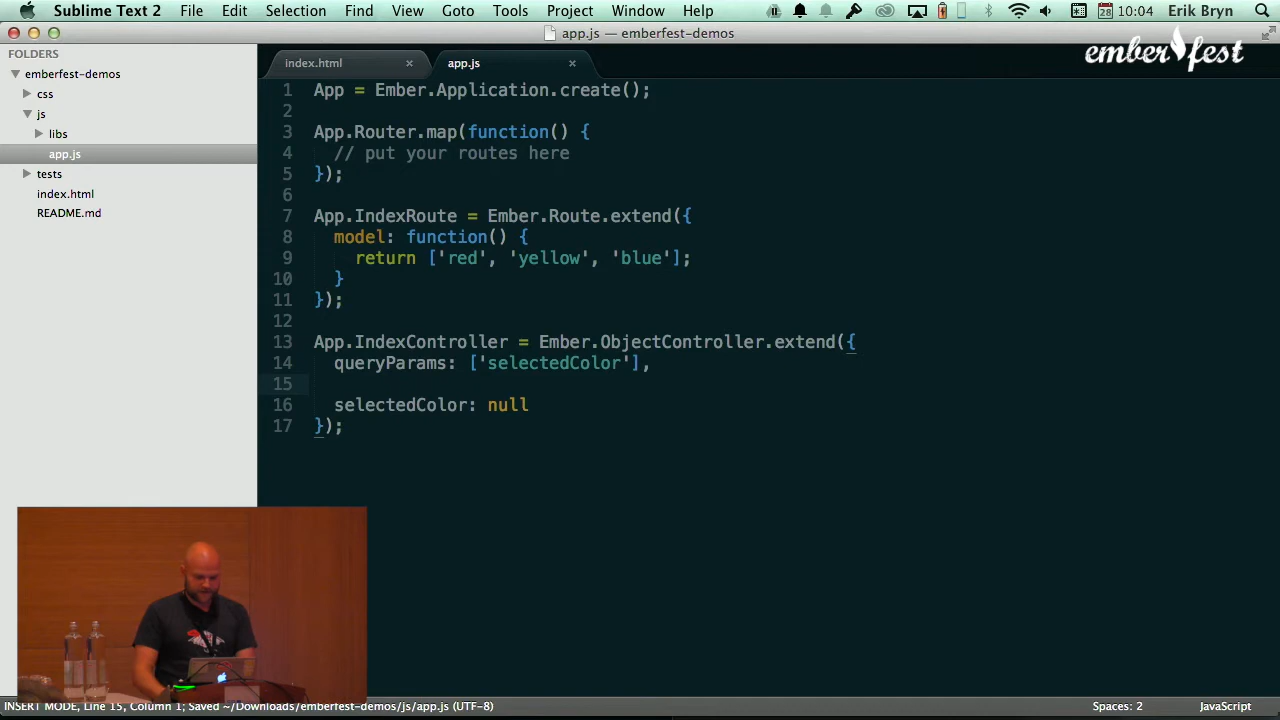 Sublime Text 2 File Edit Selection Find View Goto Tools Project Window Help 28 10:04 Erik Bryn
app.js — emberfest-demos
ember fest
FOLDERS
emberfest-demos
css
js
libs
app.js
tests
index.html
README.md
index.html × app.js ×
1 App = Ember.Application.create();
2
3 App.Router.map(function() {
4 // put your routes here
5 });
6
7 App.IndexRoute = Ember.Route.extend({
8 model: function() {
9 return ['red', 'yellow', 'blue'];
10 }
11 });
12
13 App.IndexController = Ember.ObjectController.extend({
14 queryParams: ['selectedColor'],
15
16 selectedColor: null
17 });
INSERT MODE, Line 15, Column 1; Saved ~/Downloads/emberfest-demos/js/app.js (UTF-8) Spaces: 2 JavaScript